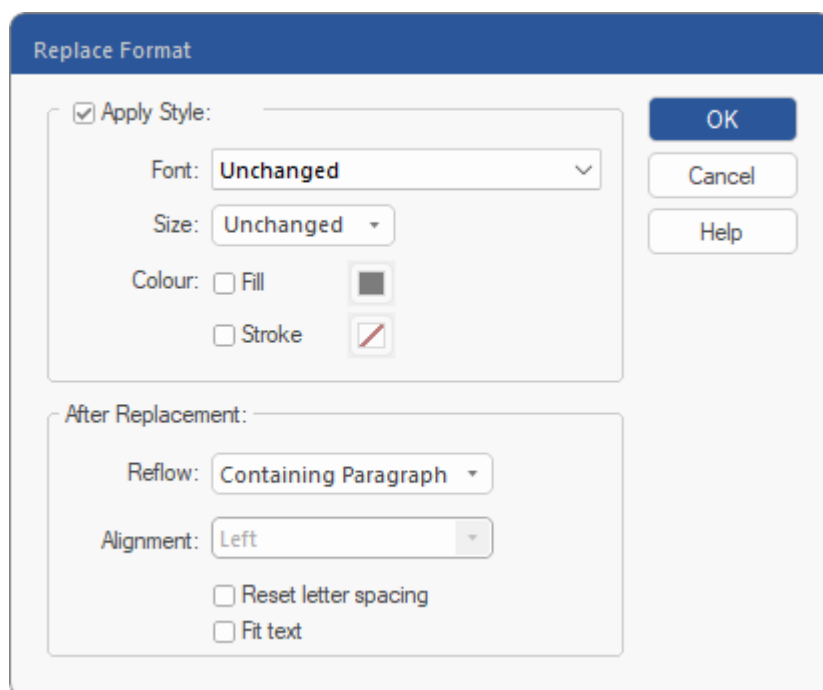 Replace Format
Apply Style:
OK
Font: Unchanged
Cancel
Size: Unchanged
Help
Colour: Fill
Stroke
After Replacement:
Reflow: Containing Paragraph
Alignment: Left
Reset letter spacing
Fit text